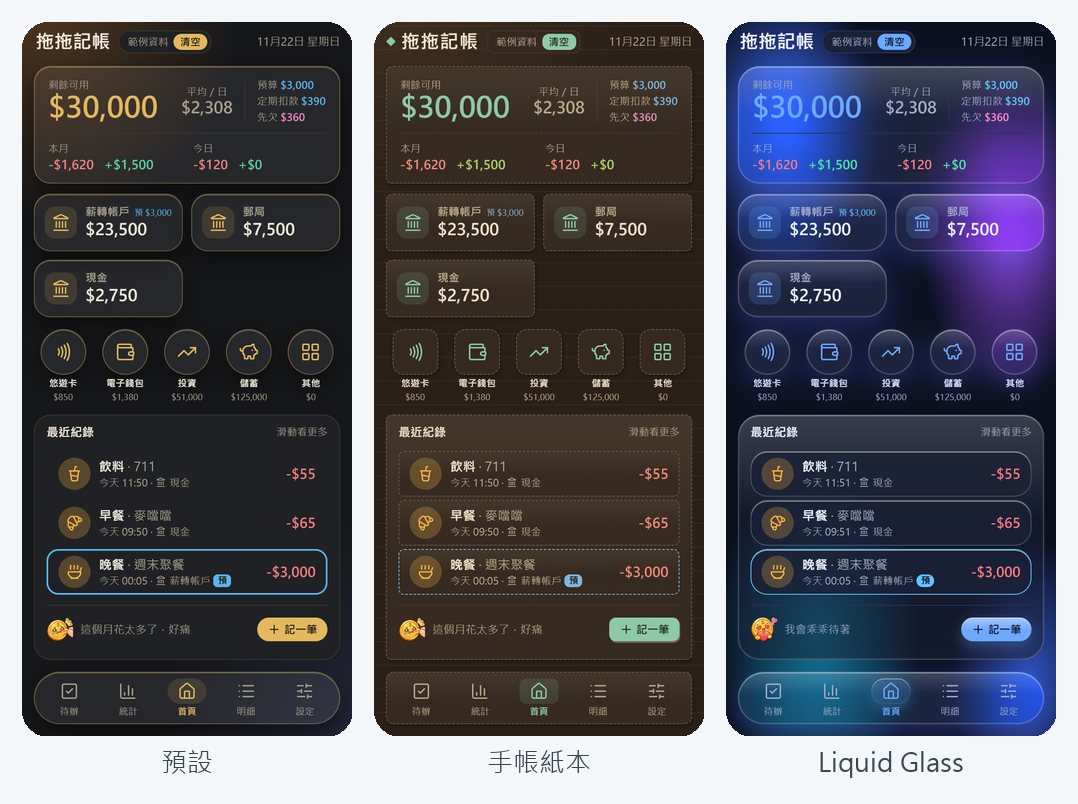 拖拖記帳 範例資料 清空 11月22日 星期日
剩餘可用
$30,000
平均 / 日
$2,308
預算 $3,000
定期扣款 $390
先欠 $360
本月
-$1,620 +$1,500
今日
-$120 +$0
薪轉帳戶 預 $3,000
$23,500
郵局
$7,500
現金
$2,750
悠遊卡 電子錢包 投資 儲蓄 其他
$850 $1,380 $51,000 $125,000 $0
最近紀錄 滑動看更多
飲料 · 711
今天 11:50 · 現金
-$55
早餐 · 麥噹噹
今天 09:50 · 現金
-$65
晚餐 · 週末聚餐
今天 00:05 · 薪轉帳戶 預
-$3,000
這個月花太多了，好痛
+ 記一筆
待辦 統計 首頁 明細 設定
預設
拖拖記帳 範例資料 清空 11月22日 星期日
剩餘可用
$30,000
平均 / 日
$2,308
預算 $3,000
定期扣款 $390
先欠 $360
本月
-$1,620 +$1,500
今日
-$120 +$0
薪轉帳戶 預 $3,000
$23,500
郵局
$7,500
現金
$2,750
悠遊卡 電子錢包 投資 儲蓄 其他
$850 $1,380 $51,000 $125,000 $0
最近紀錄 滑動看更多
飲料 · 711
今天 11:50 · 現金
-$55
早餐 · 麥噹噹
今天 09:50 · 現金
-$65
晚餐 · 週末聚餐
今天 00:05 · 薪轉帳戶 預
-$3,000
這個月花太多了，好痛
+ 記一筆
待辦 統計 首頁 明細 設定
手帳紙本
拖拖記帳 範例資料 清空 11月22日 星期日
剩餘可用
$30,000
平均 / 日
$2,308
預算 $3,000
定期扣款 $390
先欠 $360
本月
-$1,620 +$1,500
今日
-$120 +$0
薪轉帳戶 預 $3,000
$23,500
郵局
$7,500
現金
$2,750
悠遊卡 電子錢包 投資 儲蓄 其他
$850 $1,380 $51,000 $125,000 $0
最近紀錄 滑動看更多
飲料 · 711
今天 11:51 · 現金
-$55
早餐 · 麥噹噹
今天 09:51 · 現金
-$65
晚餐 · 週末聚餐
今天 00:05 · 薪轉帳戶 預
-$3,000
我會乖乖待著
+ 記一筆
待辦 統計 首頁 明細 設定
Liquid Glass